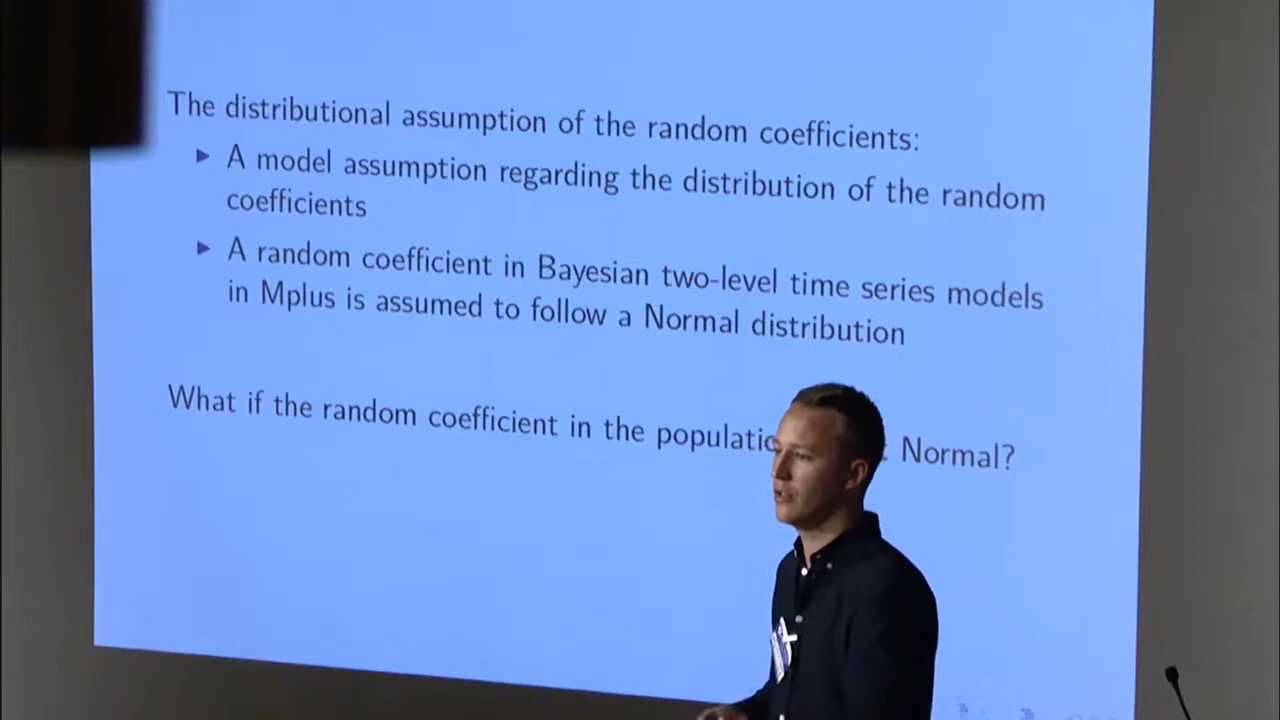 The distributional assumption of the random coefficients:
A model assumption regarding the distribution of the random
coefficients
A random coefficient in Bayesian two-level time series models
in Mplus is assumed to follow a Normal distribution
What if the random coefficient in the Normal?